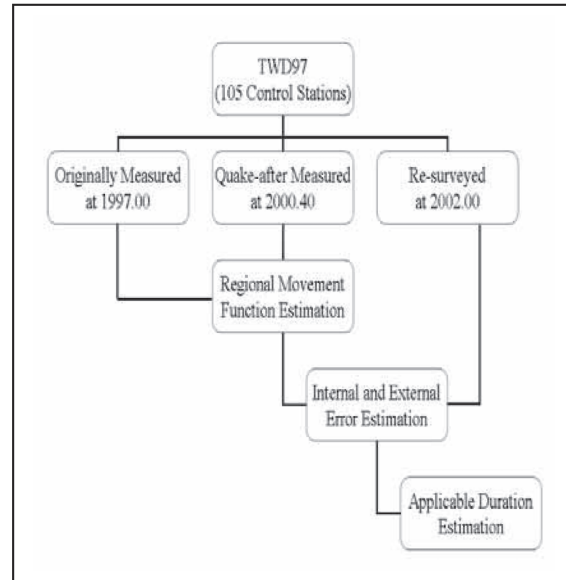 TWD97
(105 Control Stations)
Originally Measured
at 1997.00
Quake-after Measured
at 2000.40
Re-surveyed
at 2002.00
Regional Movement
Function Estimation
Internal and External
Error Estimation
Applicable Duration
Estimation